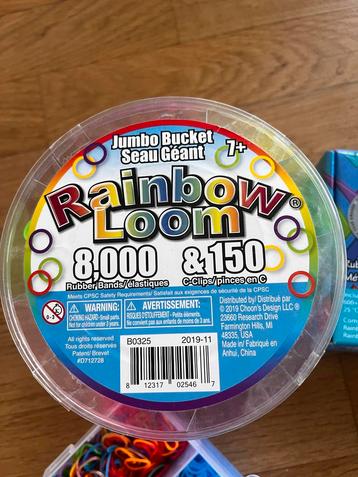 Jumbo Bucket
Seau Géant
7+
Rainbow®
Loom
8,000
Rubber Bands/élastiques
&150
C-Clips/pinces en C
Meets CPSC Safety Requirements/ Satisfait aux exigences de sécurité de la CPSC
0-3
WARNING:
CHOKING HAZARD-Small parts.
Not for children under 3 years.
AVERTISSEMENT:
RISQUES D'ÉTOUFFEMENT - Petits éléments.
Ne convient pas aux enfants de moins de 3 ans.
Distributed by/ Distribué par
© 2019 Choon's Design LLC®
23660 Research Drive
Farmington Hills, MI
48335, USA
Made in/ Fabriqué en
Anhui, China
All rights reserved
Tous droits réservés
Patent/ Brevet
#D712728
B0325
2019-11
8 12317 02546 7